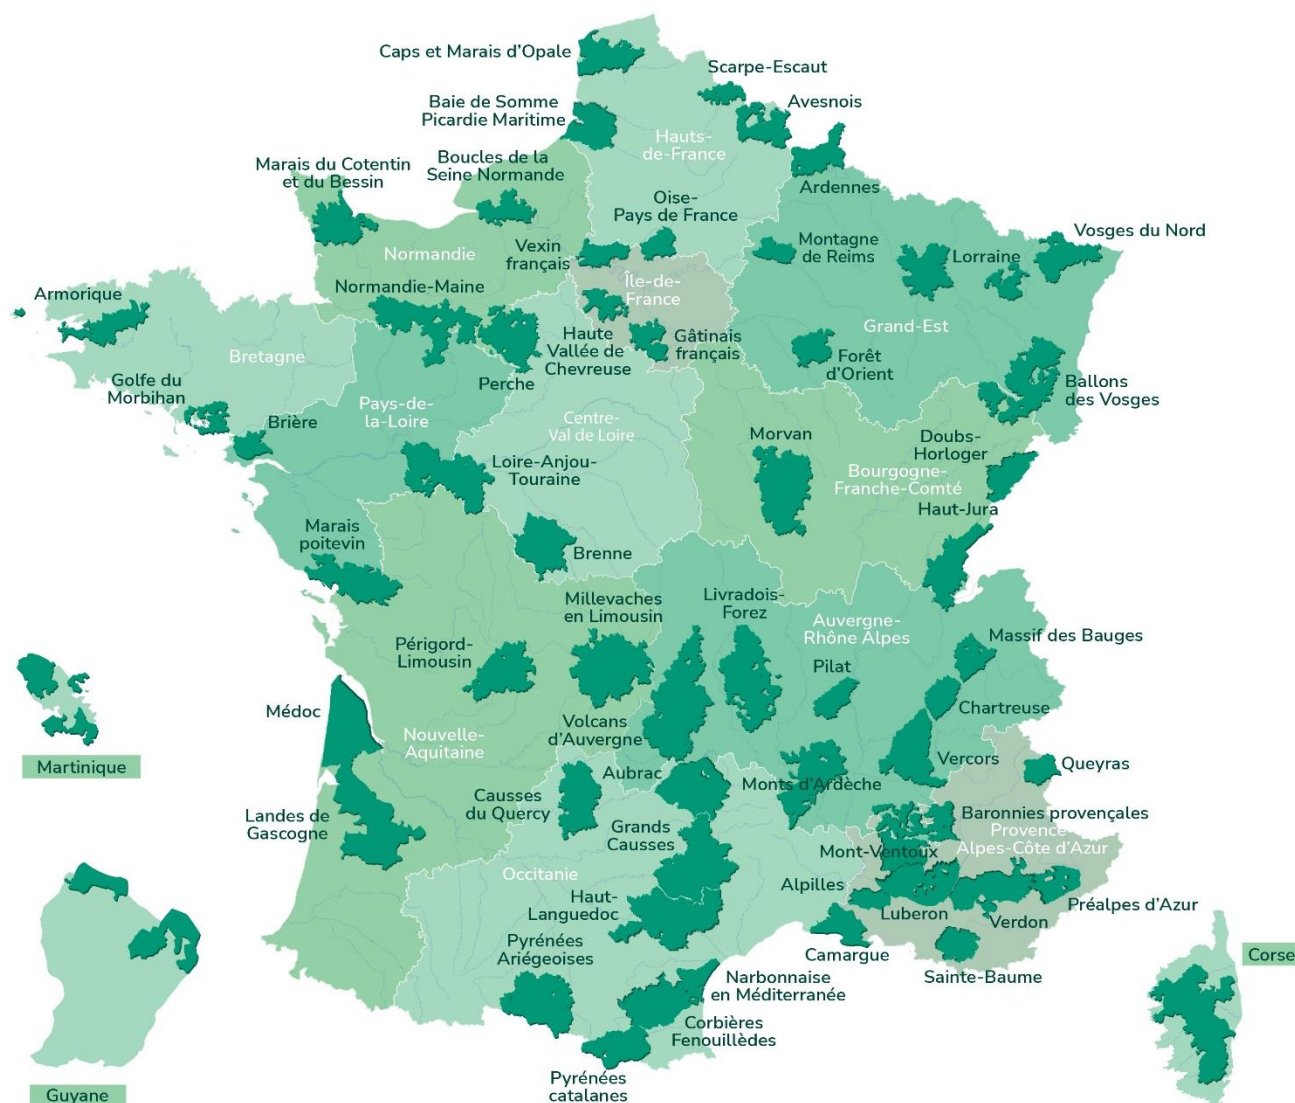 Caps et Marais d'Opale
Scarpe-Escaut
Baie de Somme
Picardie Maritime
Avesnois
Hauts-
de-France
Marais du Cotentin
et du Bessin
Boucles de la
Seine Normande
Ardennes
Oise-
Pays de France
Vosges du Nord
Normandie
Vexin
français
Montagne
de Reims
Lorraine
Armorique
Normandie-Maine
Île-de-
France
Grand-Est
Bretagne
Haute
Vallée de
Chevreuse
Gâtinais
français
Forêt
d'Orient
Golfe du
Morbihan
Perche
Ballons
des Vosges
Brière
Pays-de-
la-Loire
Centre-
Val de Loire
Morvan
Doubs-
Horloger
Loire-Anjou-
Touraine
Bourgogne-
Franche-Comté
Haut-Jura
Marais
poitevin
Brenne
Millevaches
en Limousin
Livradois-
Forez
Auvergne-
Rhône Alpes
Massif des Bauges
Périgord-
Limousin
Pilat
Médoc
Chartreuse
Nouvelle-
Aquitaine
Volcans
d'Auvergne
Martinique
Vercors
Queyras
Aubrac
Monts d'Ardèche
Causses
du Quercy
Landes de
Gascogne
Grands
Causses
Baronnies provençales
Provence
Alpes-Côte d'Azur
Mont-Ventoux
Occitanie
Alpilles
Haut-
Languedoc
Luberon
Verdon
Préalpes d'Azur
Pyrénées
Ariégeoises
Camargue
Sainte-Baume
Corse
Narbonnaise
en Méditerranée
Corbières
Fenouillèdes
Pyrénées
catalanes
Guyane